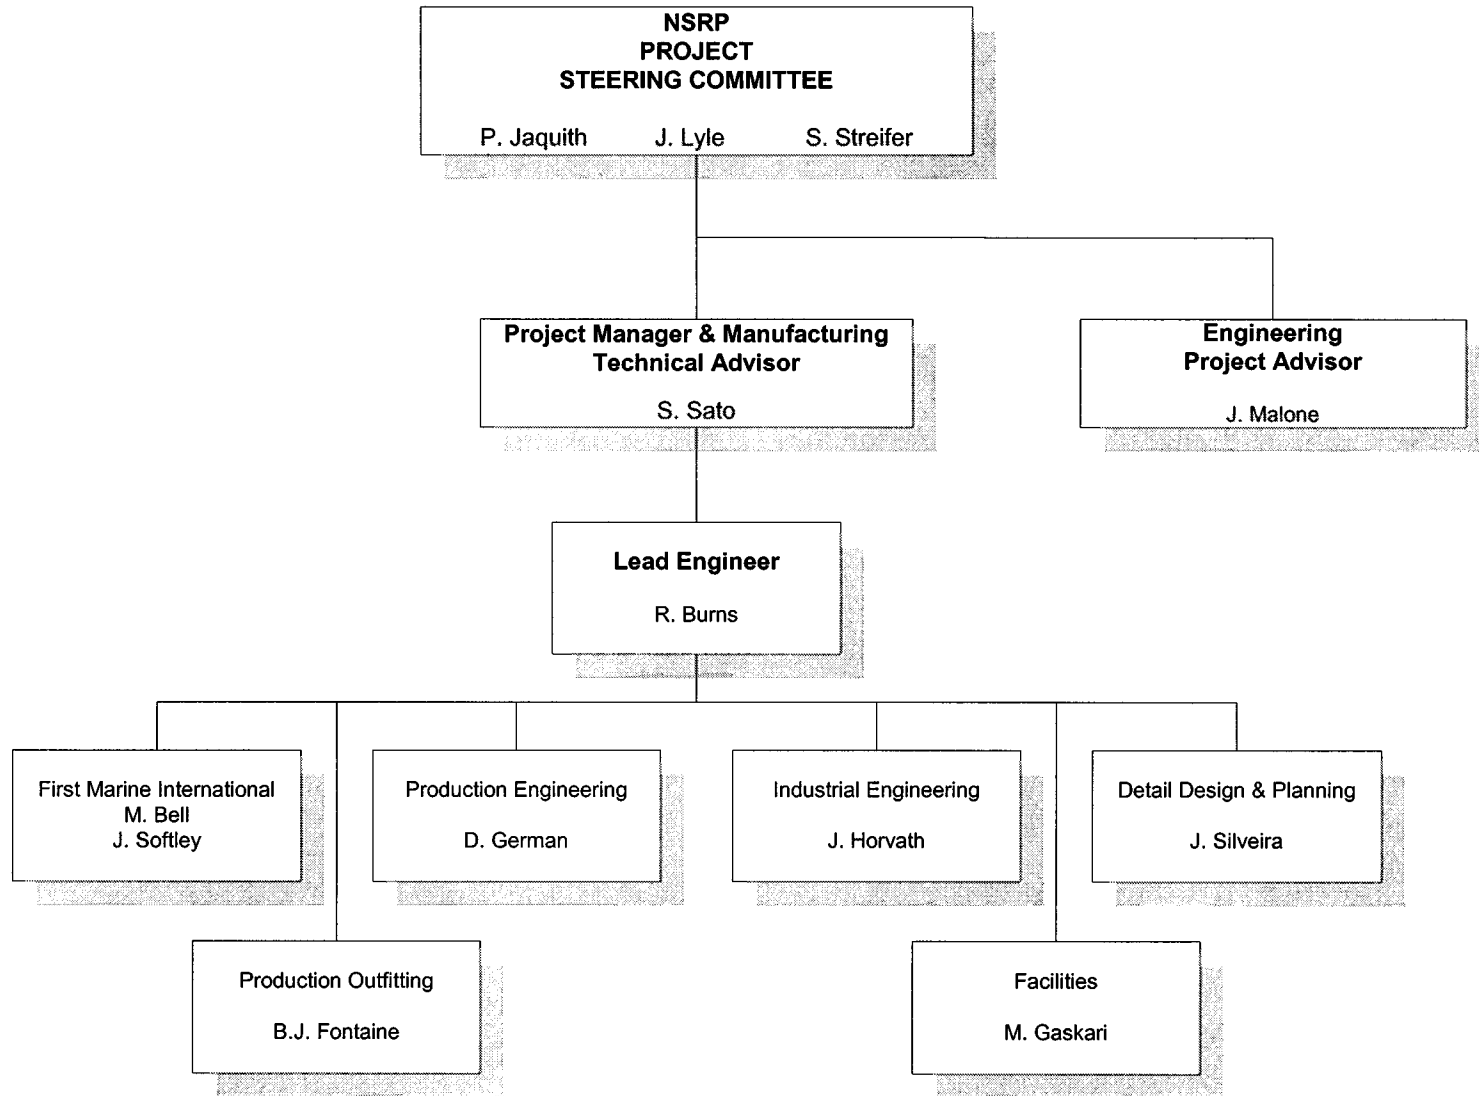 NSRP
PROJECT
STEERING COMMITTEE
P. Jaquith J. Lyle S. Streifer
Project Manager & Manufacturing
Technical Advisor
S. Sato
Engineering
Project Advisor
J. Malone
Lead Engineer
R. Burns
First Marine International
M. Bell
J. Softley
Production Engineering
D. German
Industrial Engineering
J. Horvath
Detail Design & Planning
J. Silveira
Production Outfitting
B.J. Fontaine
Facilities
M. Gaskari